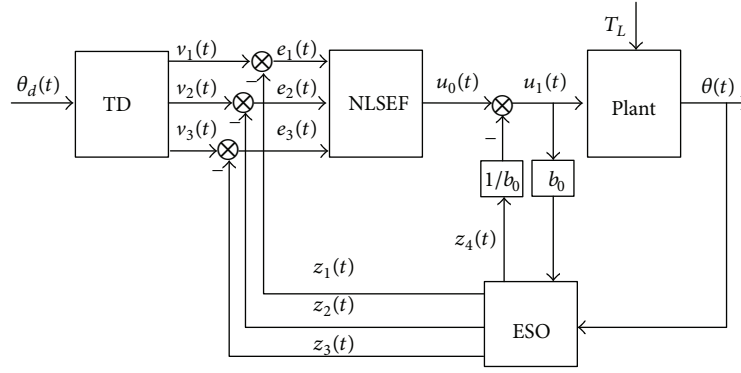 T_L
v_1(t)
e_1(t)
θ_d(t)
TD
v_2(t)
e_2(t)
NLSEF
u_0(t)
u_1(t)
Plant
θ(t)
v_3(t)
e_3(t)
−
−
−
−
1/b_0
b_0
z_4(t)
z_1(t)
z_2(t)
ESO
z_3(t)